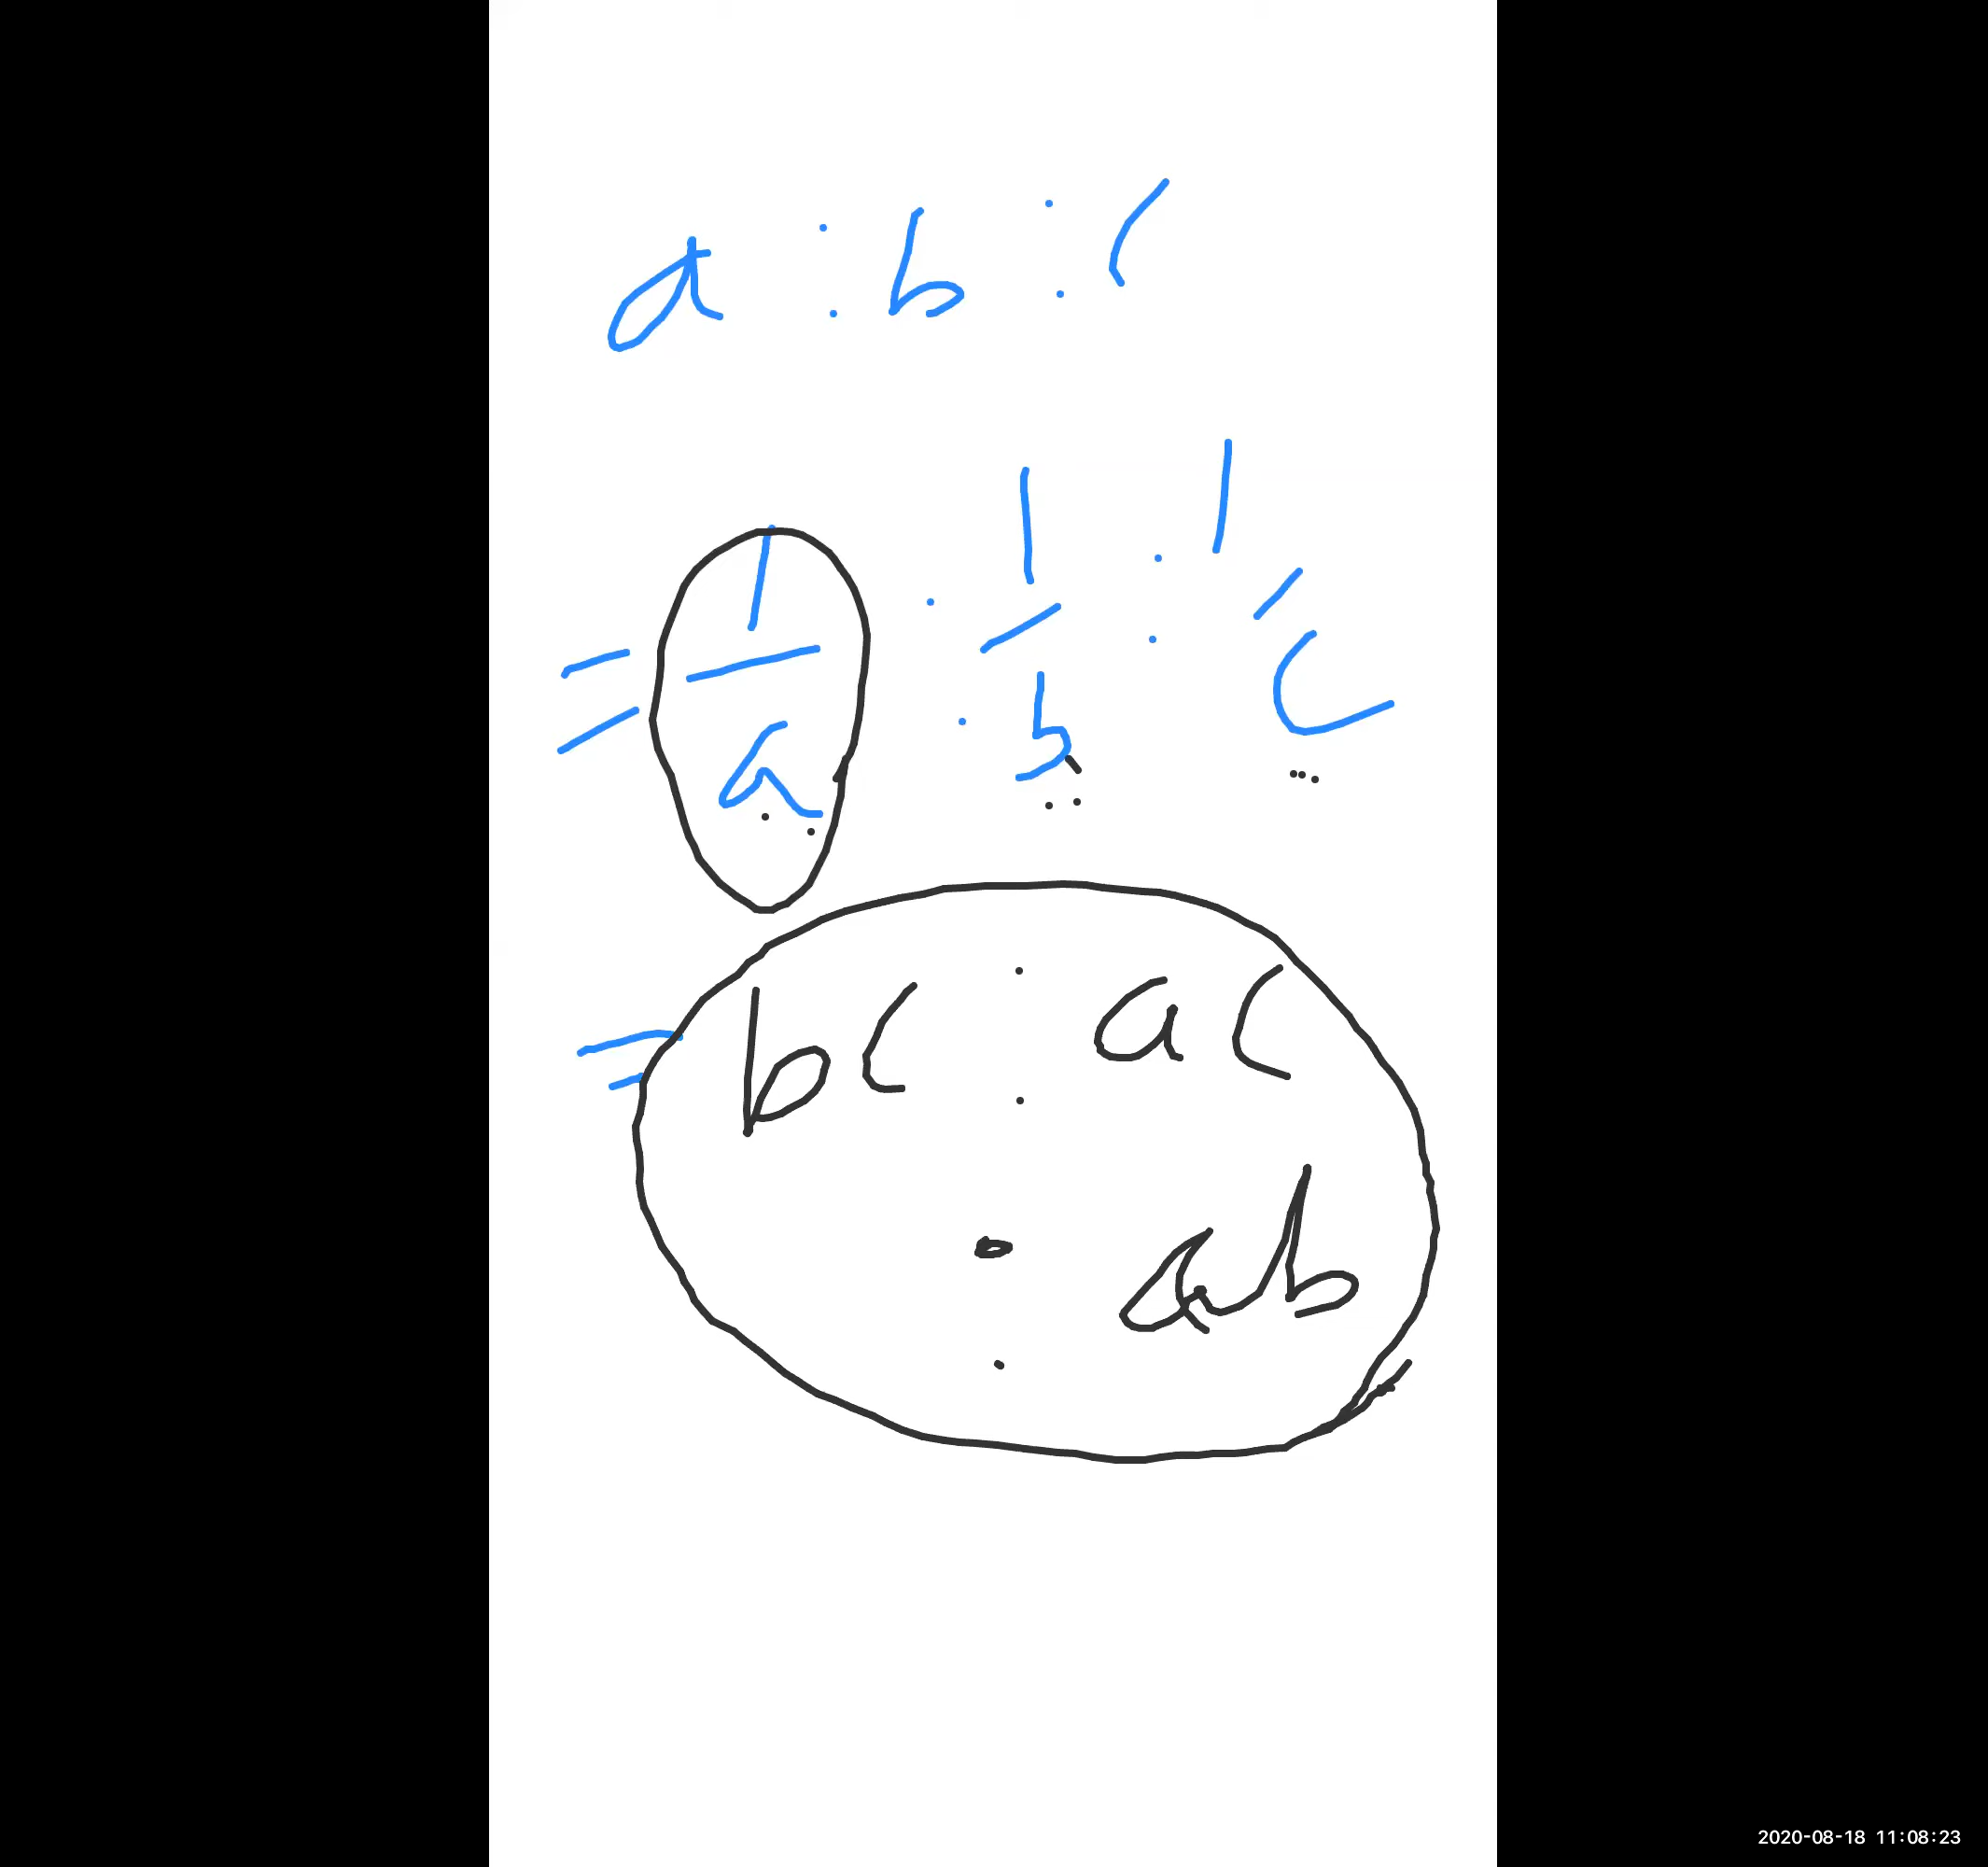 a : b : c
= 1/a : 1/b : 1/c
= bc : ac
: ab
2020-08-18 11:08:23